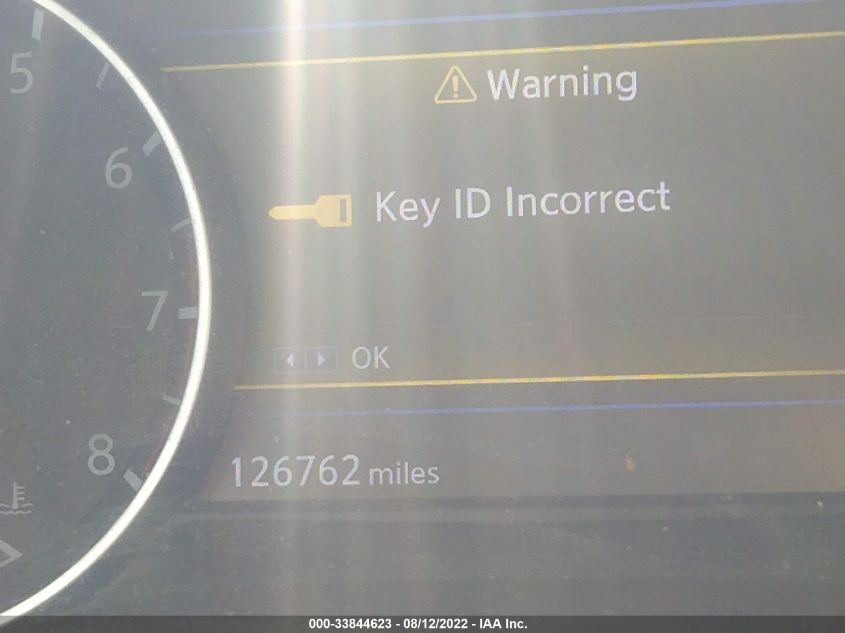 5
Warning
6
Key ID Incorrect
7
OK
8
126762 miles
000-33844623 - 08/12/2022 - IAA Inc.